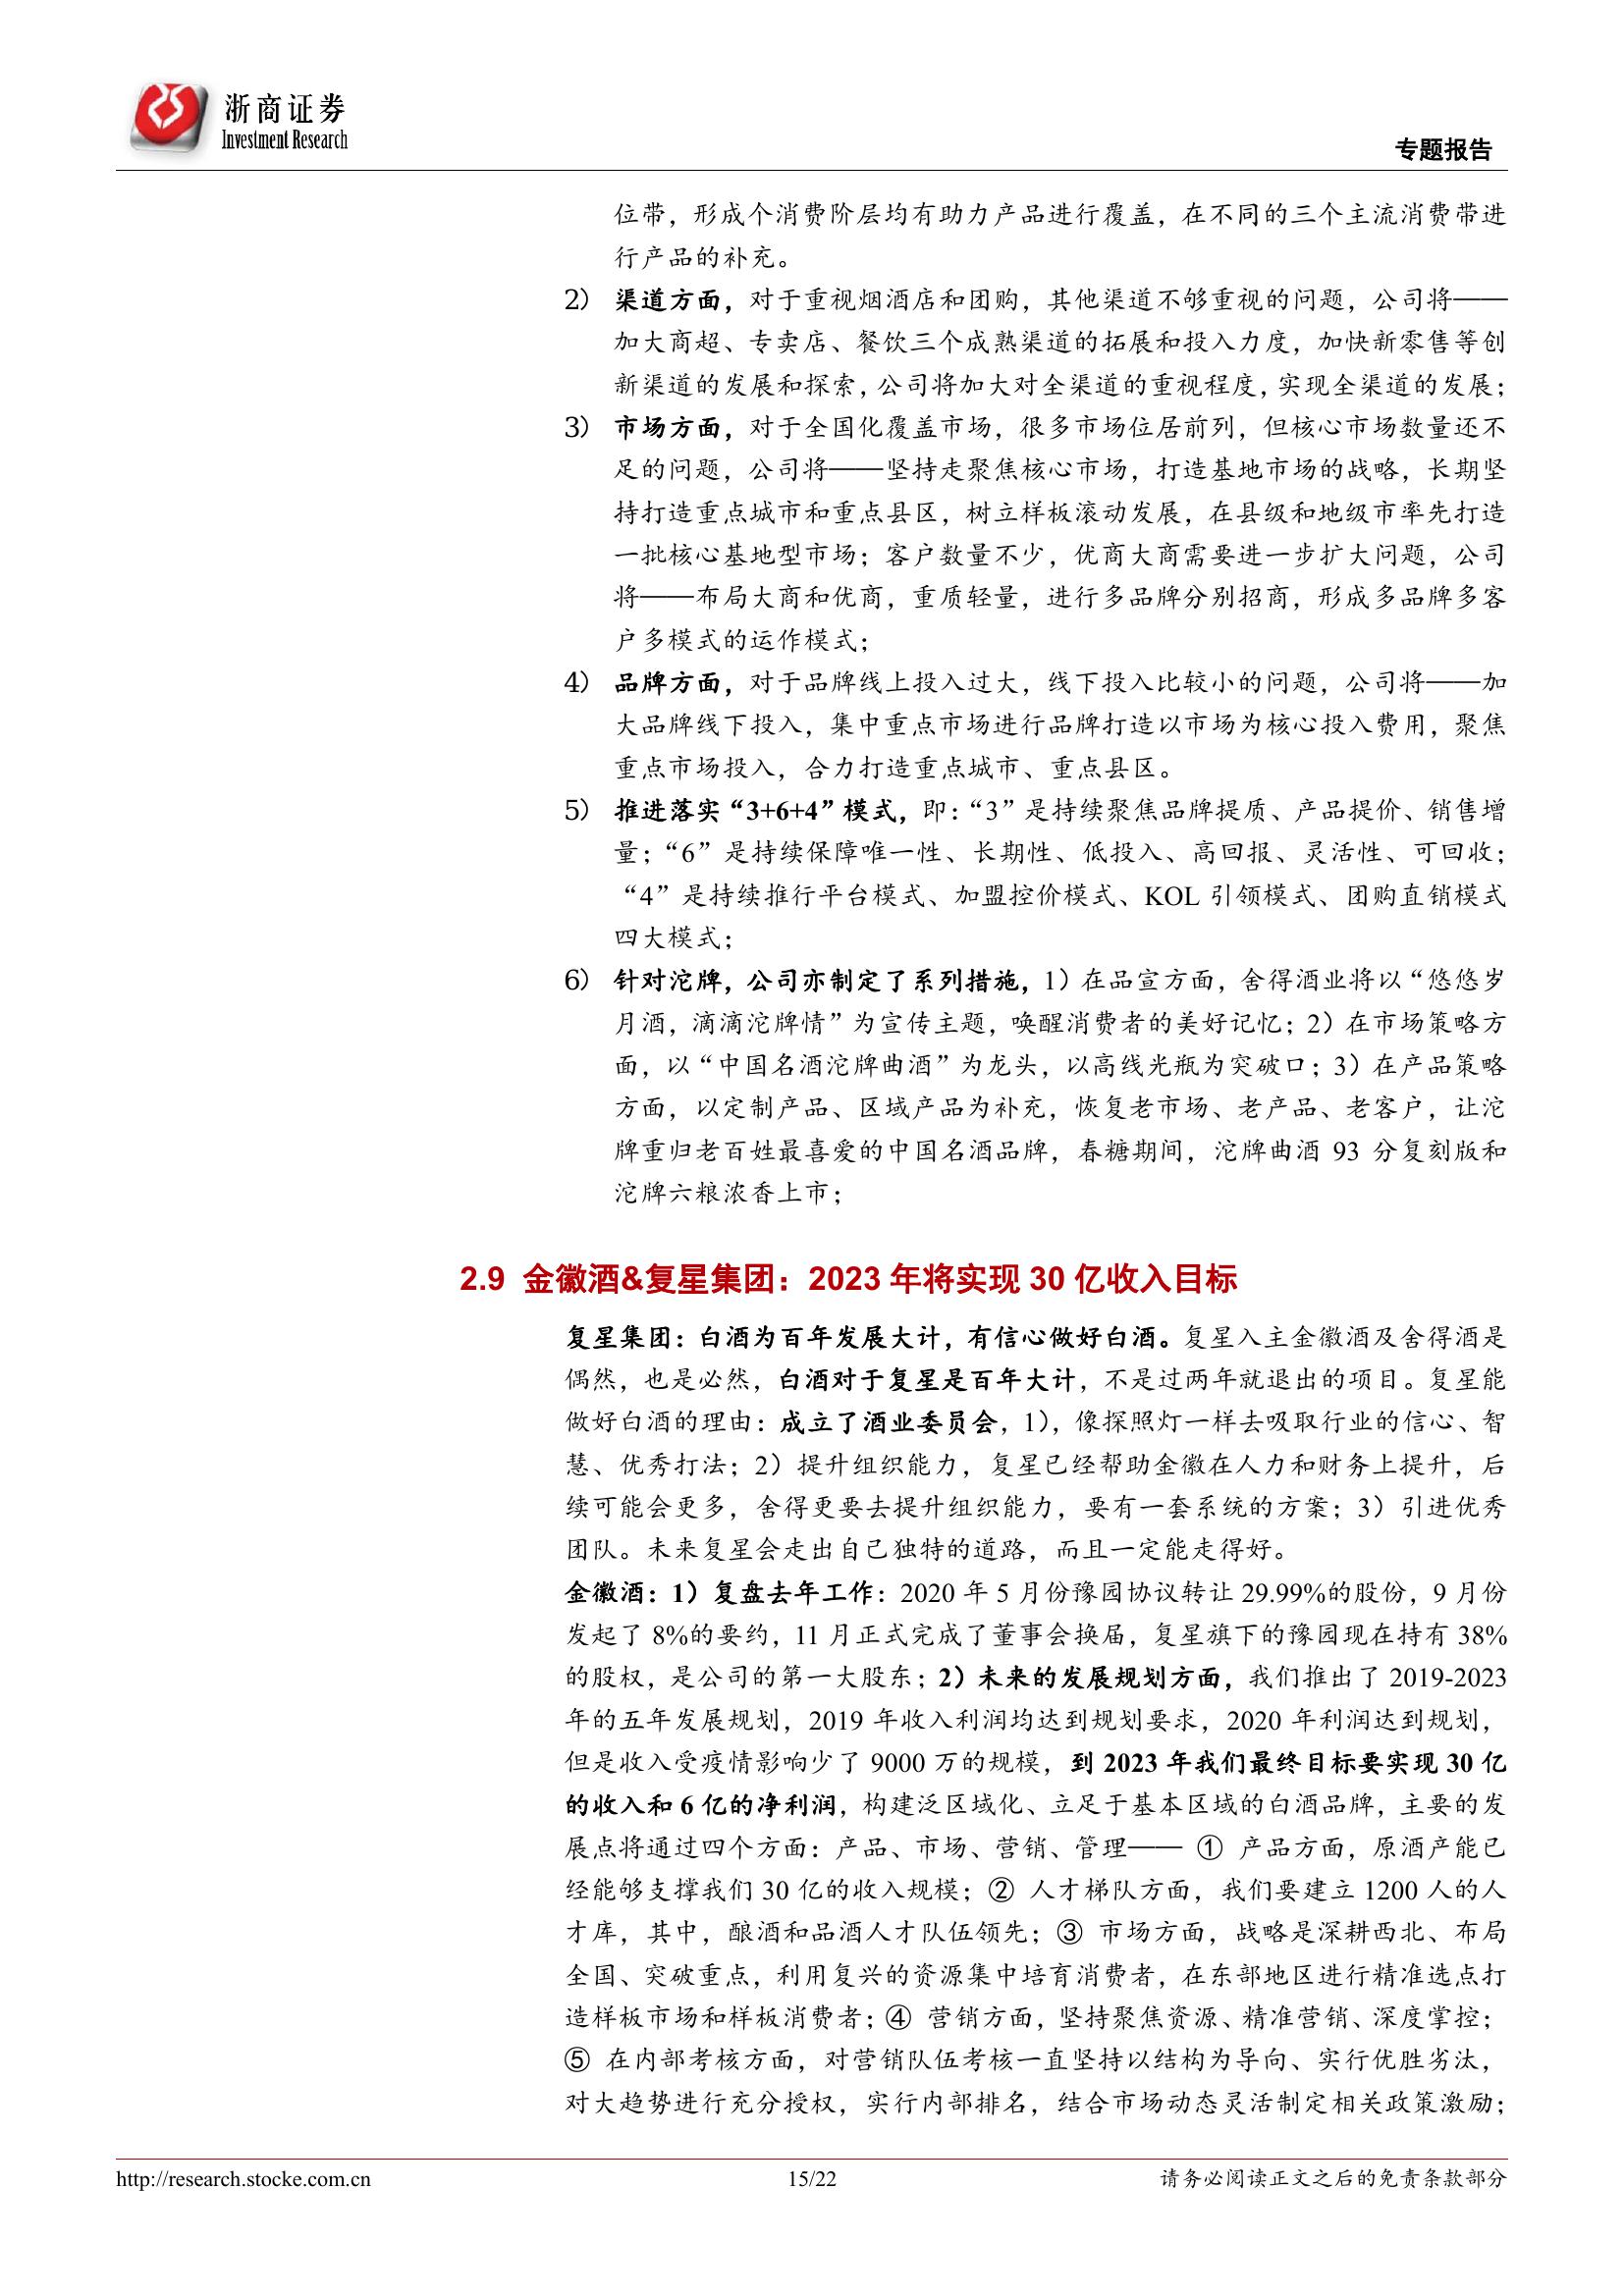 浙商证券
Investment Research
专题报告
位带，形成个消费阶层均有助力产品进行覆盖，在不同的三个主流消费带进
行产品的补充。
2） 渠道方面，对于重视烟酒店和团购，其他渠道不够重视的问题，公司将——
加大商超、专卖店、餐饮三个成熟渠道的拓展和投入力度，加快新零售等创
新渠道的发展和探索，公司将加大对全渠道的重视程度，实现全渠道的发展；
3） 市场方面，对于全国化覆盖市场，很多市场位居前列，但核心市场数量还不
足的问题，公司将——坚持走聚焦核心市场，打造基地市场的战略，长期坚
持打造重点城市和重点县区，树立样板滚动发展，在县级和地级市率先打造
一批核心基地型市场；客户数量不少，优商大商需要进一步扩大问题，公司
将——布局大商和优商，重质轻量，进行多品牌分别招商，形成多品牌多客
户多模式的运作模式；
4） 品牌方面，对于品牌线上投入过大，线下投入比较小的问题，公司将——加
大品牌线下投入，集中重点市场进行品牌打造以市场为核心投入费用，聚焦
重点市场投入，合力打造重点城市、重点县区。
5） 推进落实“3+6+4”模式，即：“3”是持续聚焦品牌提质、产品提价、销售增
量；“6”是持续保障唯一性、长期性、低投入、高回报、灵活性、可回收；
“4”是持续推行平台模式、加盟控价模式、KOL 引领模式、团购直销模式
四大模式；
6） 针对沱牌，公司亦制定了系列措施，1）在品宣方面，舍得酒业将以“悠悠岁
月酒，滴滴沱牌情”为宣传主题，唤醒消费者的美好记忆；2）在市场策略方
面，以“中国名酒沱牌曲酒”为龙头，以高线光瓶为突破口；3）在产品策略
方面，以定制产品、区域产品为补充，恢复老市场、老产品、老客户，让沱
牌重归老百姓最喜爱的中国名酒品牌，春糖期间，沱牌曲酒 93 分复刻版和
沱牌六粮浓香上市；
2.9 金徽酒&复星集团：2023 年将实现 30 亿收入目标
复星集团：白酒为百年发展大计，有信心做好白酒。复星入主金徽酒及舍得酒是
偶然，也是必然，白酒对于复星是百年大计，不是过两年就退出的项目。复星能
做好白酒的理由：成立了酒业委员会，1），像探照灯一样去吸取行业的信心、智
慧、优秀打法；2）提升组织能力，复星已经帮助金徽在人力和财务上提升，后
续可能会更多，舍得更要去提升组织能力，要有一套系统的方案；3）引进优秀
团队。未来复星会走出自己独特的道路，而且一定能走得好。
金徽酒：1）复盘去年工作：2020 年 5 月份豫园协议转让 29.99%的股份，9 月份
发起了 8%的要约，11 月正式完成了董事会换届，复星旗下的豫园现在持有 38%
的股权，是公司的第一大股东；2）未来的发展规划方面，我们推出了 2019-2023
年的五年发展规划，2019 年收入利润均达到规划要求，2020 年利润达到规划，
但是收入受疫情影响少了 9000 万的规模，到 2023 年我们最终目标要实现 30 亿
的收入和 6 亿的净利润，构建泛区域化、立足于基本区域的白酒品牌，主要的发
展点将通过四个方面：产品、市场、营销、管理—— ① 产品方面，原酒产能已
经能够支撑我们 30 亿的收入规模；② 人才梯队方面，我们要建立 1200 人的人
才库，其中，酿酒和品酒人才队伍领先；③ 市场方面，战略是深耕西北、布局
全国、突破重点，利用复兴的资源集中培育消费者，在东部地区进行精准选点打
造样板市场和样板消费者；④ 营销方面，坚持聚焦资源、精准营销、深度掌控；
⑤ 在内部考核方面，对营销队伍考核一直坚持以结构为导向、实行优胜劣汰，
对大趋势进行充分授权，实行内部排名，结合市场动态灵活制定相关政策激励；
http://research.stocke.com.cn
15/22
请务必阅读正文之后的免责条款部分